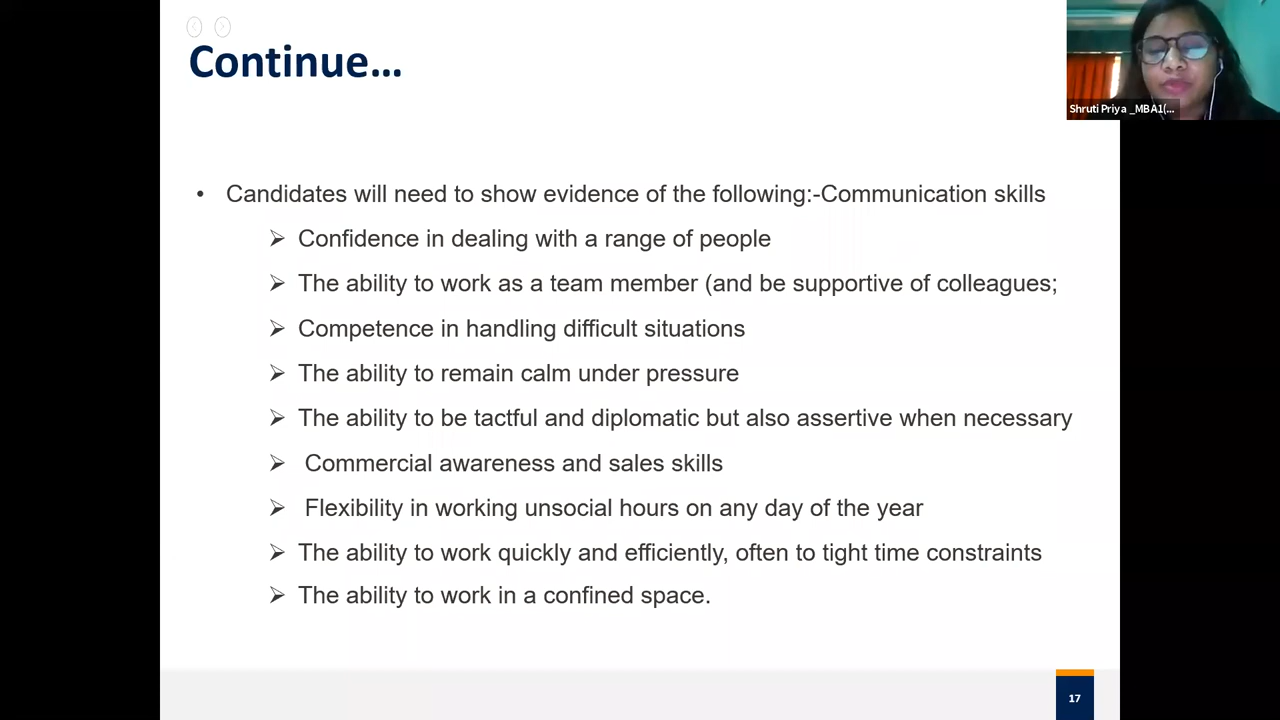 Continue...
Shruti Priya _MBA1(...
• Candidates will need to show evidence of the following:-Communication skills
➢ Confidence in dealing with a range of people
➢ The ability to work as a team member (and be supportive of colleagues;
➢ Competence in handling difficult situations
➢ The ability to remain calm under pressure
➢ The ability to be tactful and diplomatic but also assertive when necessary
➢ Commercial awareness and sales skills
➢ Flexibility in working unsocial hours on any day of the year
➢ The ability to work quickly and efficiently, often to tight time constraints
➢ The ability to work in a confined space.
17